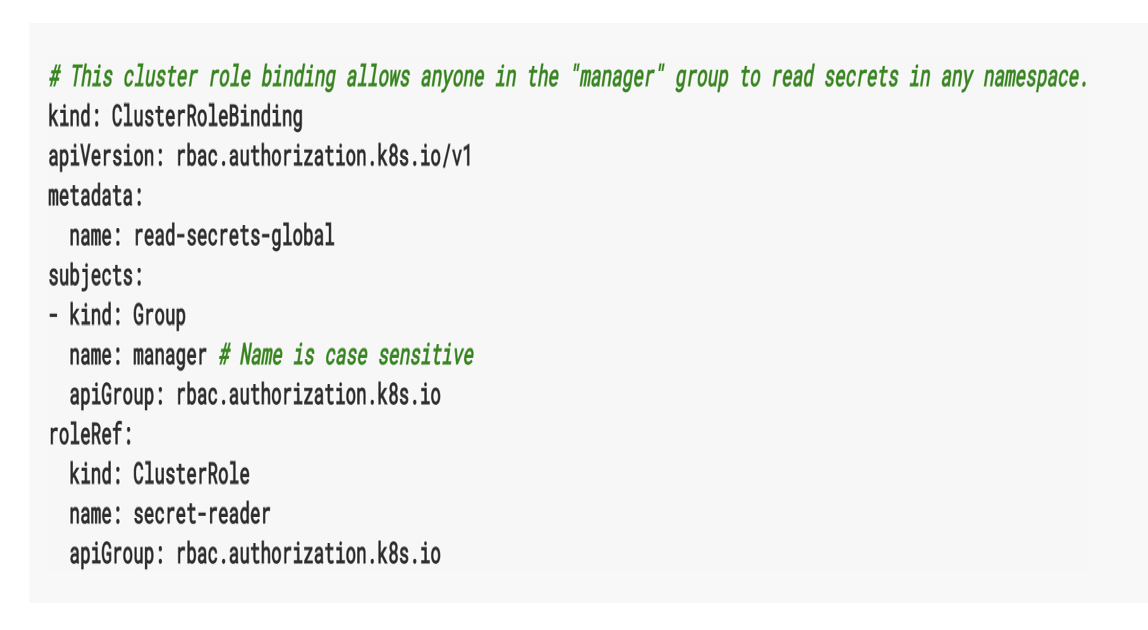 # This cluster role binding allows anyone in the "manager" group to read secrets in any namespace.
kind: ClusterRoleBinding
apiVersion: rbac.authorization.k8s.io/v1
metadata:
  name: read-secrets-global
subjects:
- kind: Group
  name: manager # Name is case sensitive
  apiGroup: rbac.authorization.k8s.io
roleRef:
  kind: ClusterRole
  name: secret-reader
  apiGroup: rbac.authorization.k8s.io